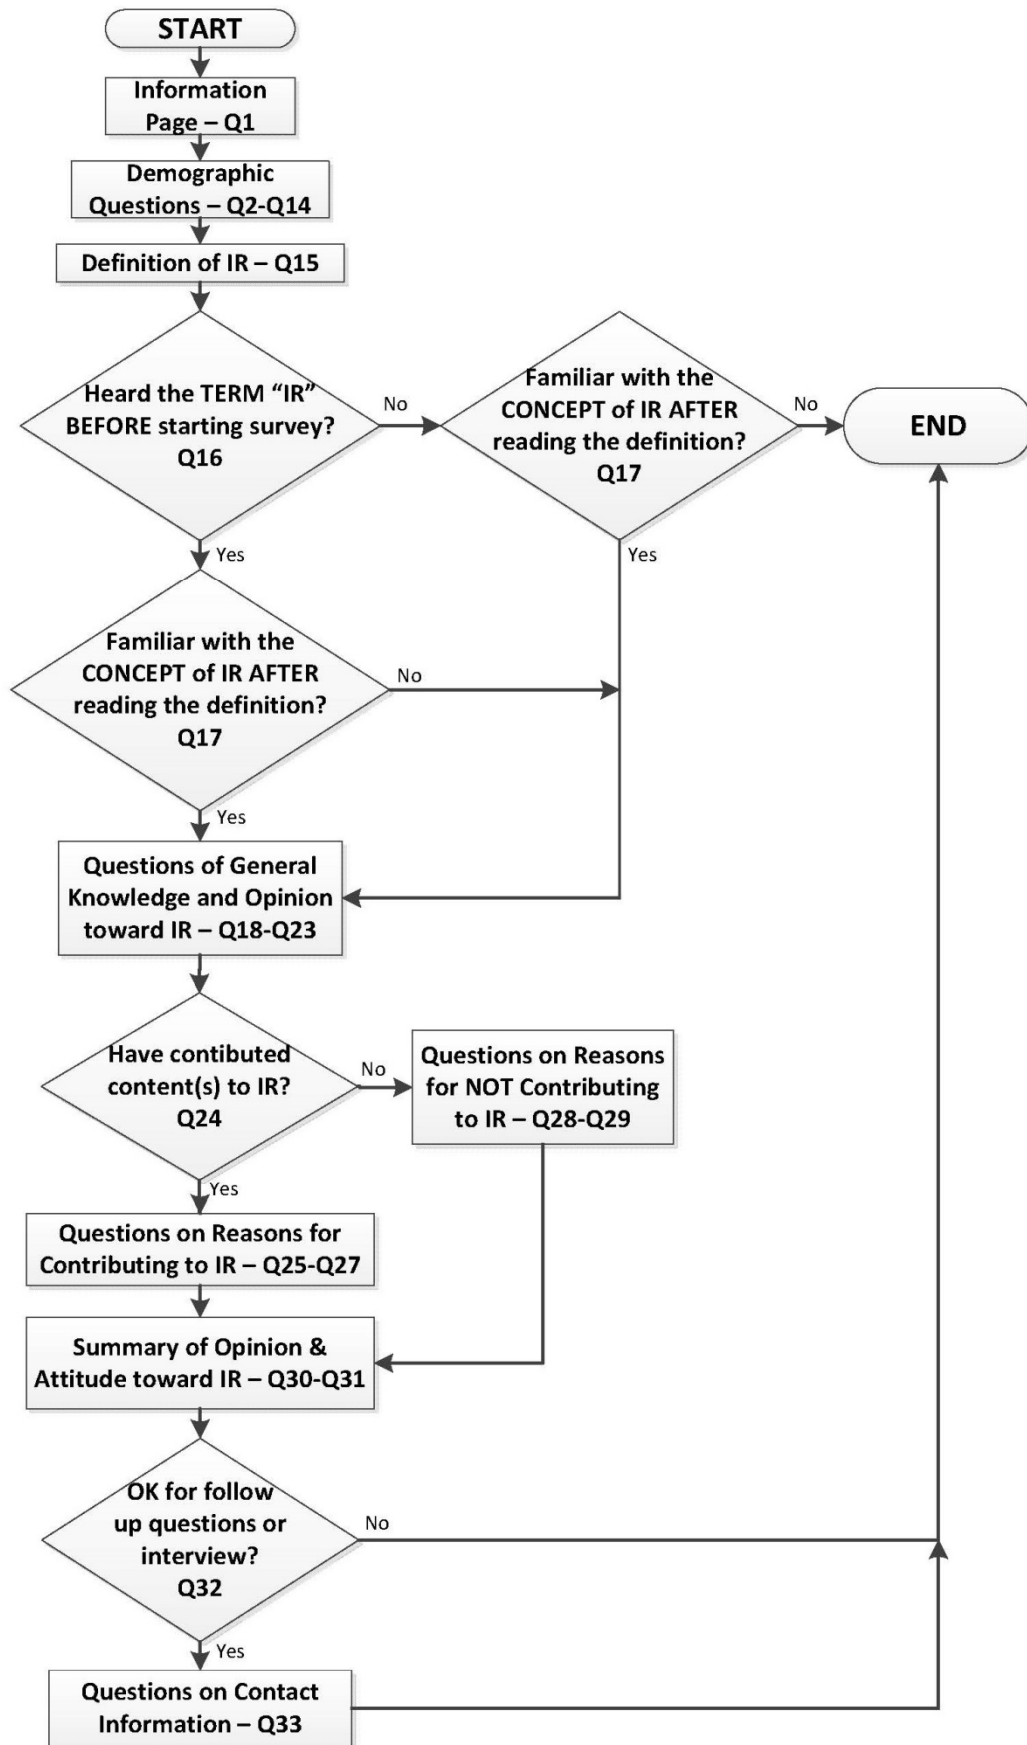 START
Information
Page – Q1
Demographic
Questions – Q2-Q14
Definition of IR – Q15
Heard the TERM “IR”
BEFORE starting survey?
Q16
No
Familiar with the
CONCEPT of IR AFTER
reading the definition?
Q17
No
END
Yes
Yes
Familiar with the
CONCEPT of IR AFTER
reading the definition?
Q17
No
Yes
Questions of General
Knowledge and Opinion
toward IR – Q18-Q23
Have contibuted
content(s) to IR?
Q24
No
Questions on Reasons
for NOT Contributing
to IR – Q28-Q29
Yes
Questions on Reasons for
Contributing to IR – Q25-Q27
Summary of Opinion &
Attitude toward IR – Q30-Q31
OK for follow
up questions or
interview?
Q32
No
Yes
Questions on Contact
Information – Q33